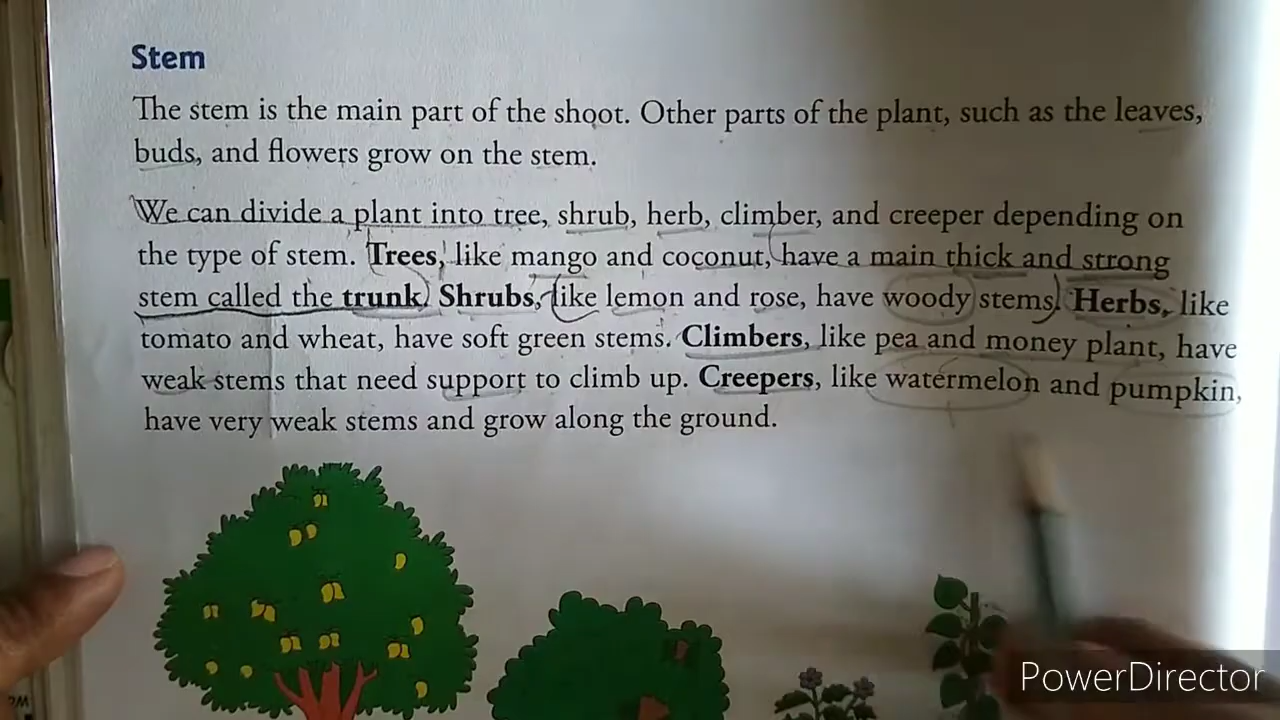 Stem
The stem is the main part of the shoot. Other parts of the plant, such as the leaves,
buds, and flowers grow on the stem.
We can divide a plant into tree, shrub, herb, climber, and creeper depending on
the type of stem. Trees, like mango and coconut, have a main thick and strong
stem called the trunk. Shrubs, like lemon and rose, have woody stems. Herbs, like
tomato and wheat, have soft green stems. Climbers, like pea and money plant, have
weak stems that need support to climb up. Creepers, like watermelon and pumpkin,
have very weak stems and grow along the ground.
PowerDirector